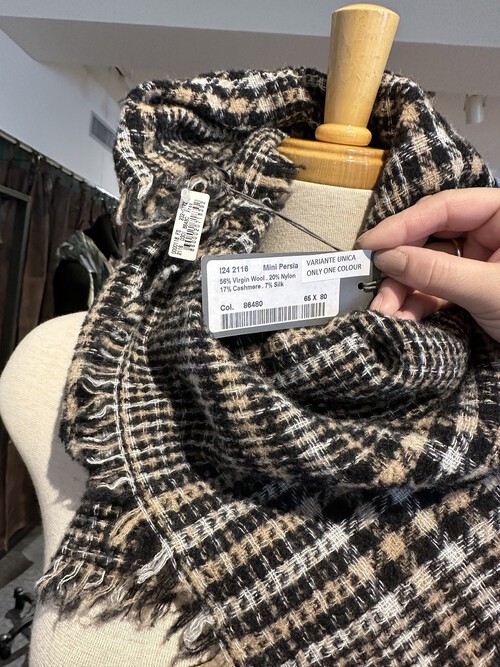 I24 2116 Mini Persia
56% Virgin Wool . 20% Nylon
17% Cashmere . 7% Silk
Col. 86480 65 X 80
VARIANTE UNICA
ONLY ONE COLOUR